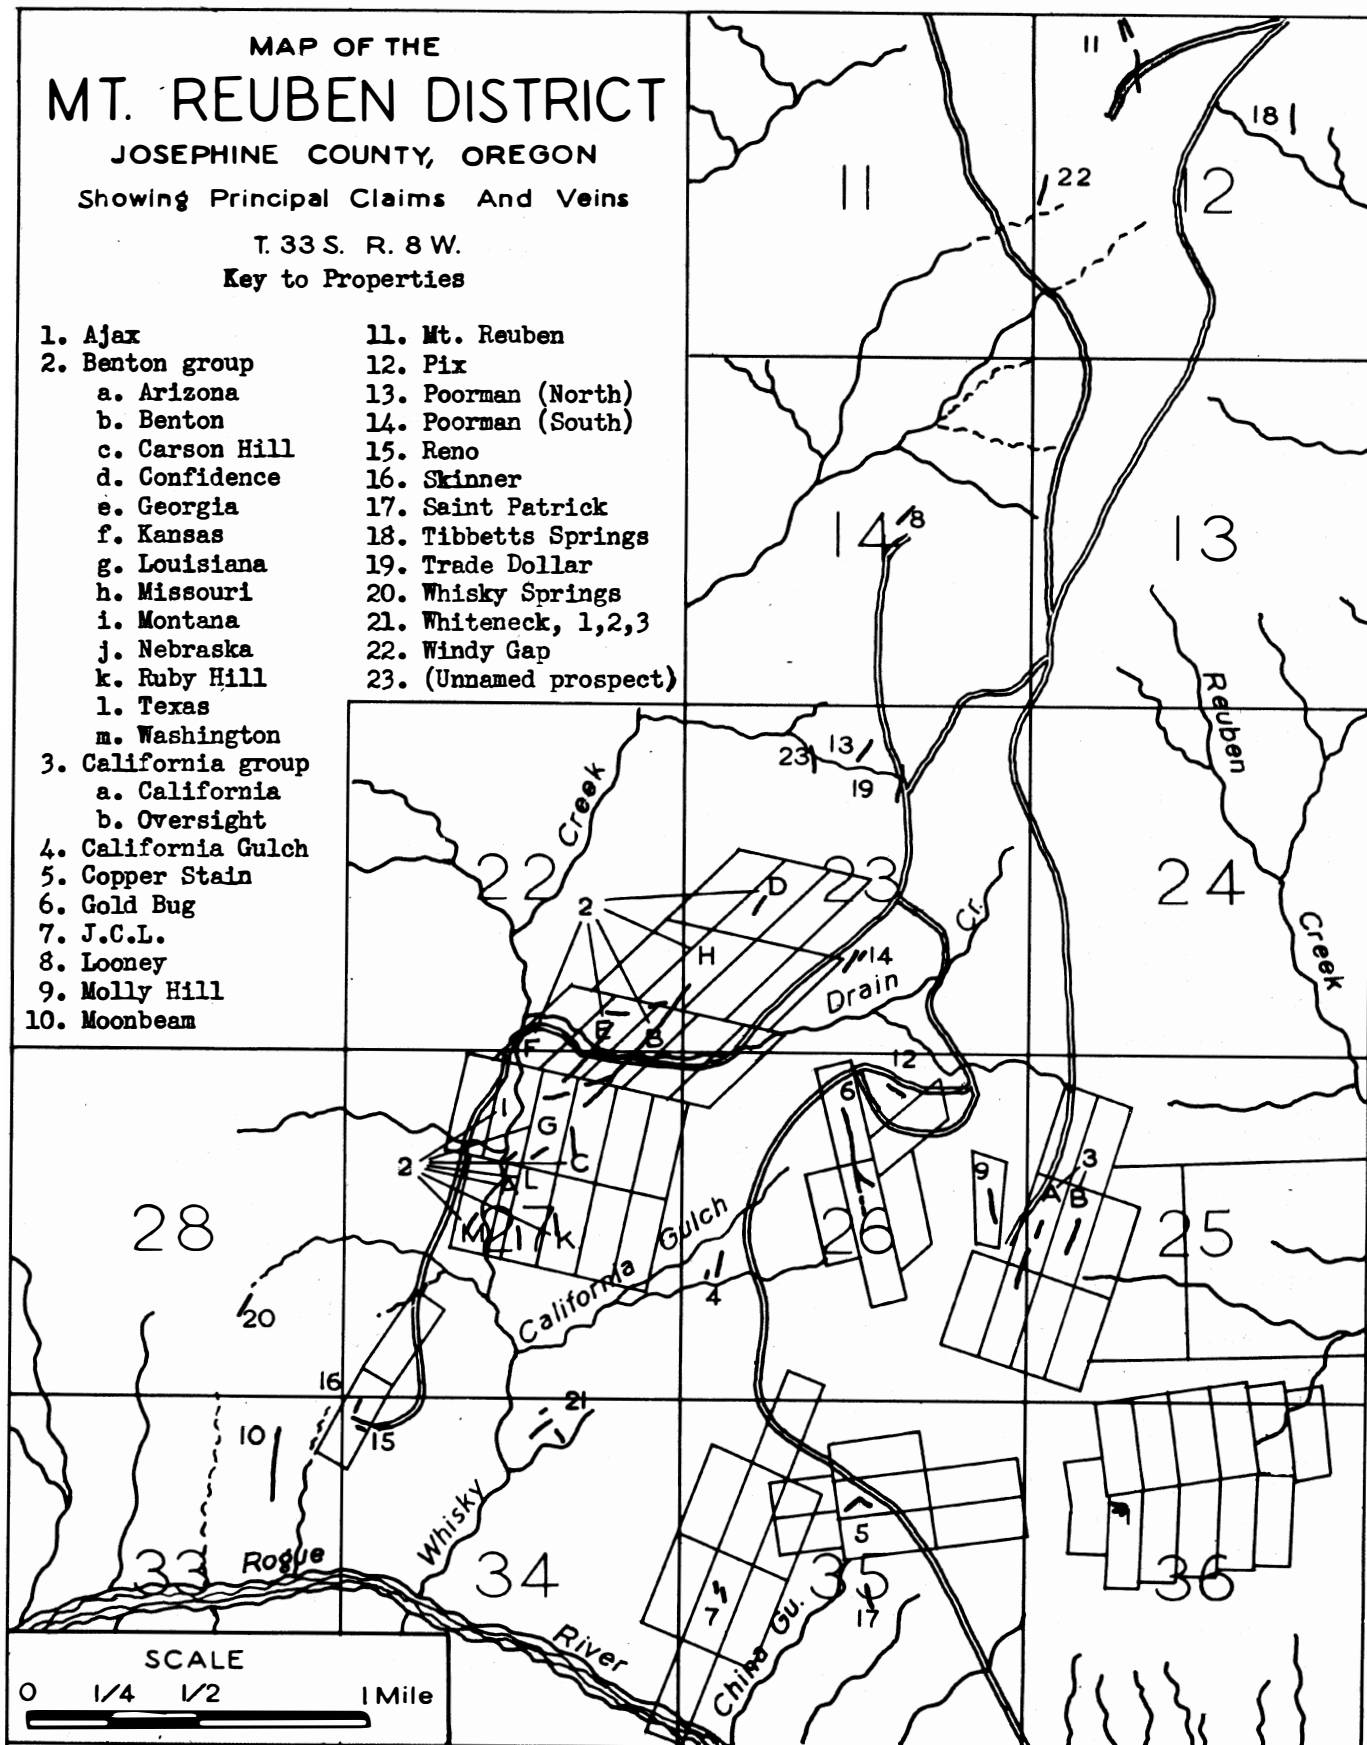 MAP OF THE
MT. REUBEN DISTRICT
JOSEPHINE COUNTY, OREGON
Showing Principal Claims And Veins
T. 33 S. R. 8 W.
Key to Properties
1. Ajax
2. Benton group
a. Arizona
b. Benton
c. Carson Hill
d. Confidence
e. Georgia
f. Kansas
g. Louisiana
h. Missouri
i. Montana
j. Nebraska
k. Ruby Hill
l. Texas
m. Washington
3. California group
a. California
b. Oversight
4. California Gulch
5. Copper Stain
6. Gold Bug
7. J.C.L.
8. Looney
9. Molly Hill
10. Moonbeam
11. Mt. Reuben
12. Pix
13. Poorman (North)
14. Poorman (South)
15. Reno
16. Skinner
17. Saint Patrick
18. Tibbetts Springs
19. Trade Dollar
20. Whisky Springs
21. Whiteneck, 1,2,3
22. Windy Gap
23. (Unnamed prospect)
11
18
22
11
12
8
14
13
Reuben
Creek
13
23
19
Creek
22
23
24
2
D
H
14
Cr.
Drain
E
B
F
12
6
I
G
2
C
L
A
M
27
K
9
3
A
B
28
26
25
Gulch
California
4
20
16
15
21
10
Whisky
5
1
33
Rogue
34
35
36
7
17
China Gu.
River
SCALE
0 1/4 1/2 1 Mile